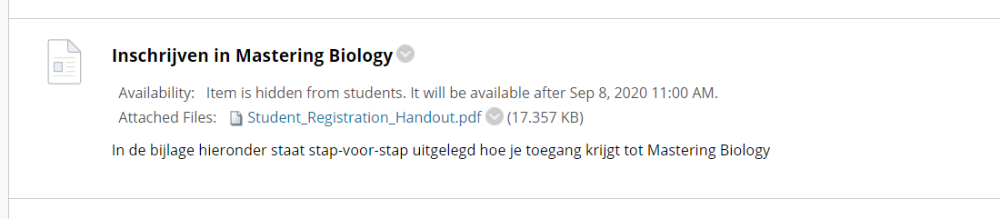 Inschrijven in Mastering Biology
Availability: Item is hidden from students. It will be available after Sep 8, 2020 11:00 AM.
Attached Files: Student_Registration_Handout.pdf (17.357 KB)
In de bijlage hieronder staat stap-voor-stap uitgelegd hoe je toegang krijgt tot Mastering Biology